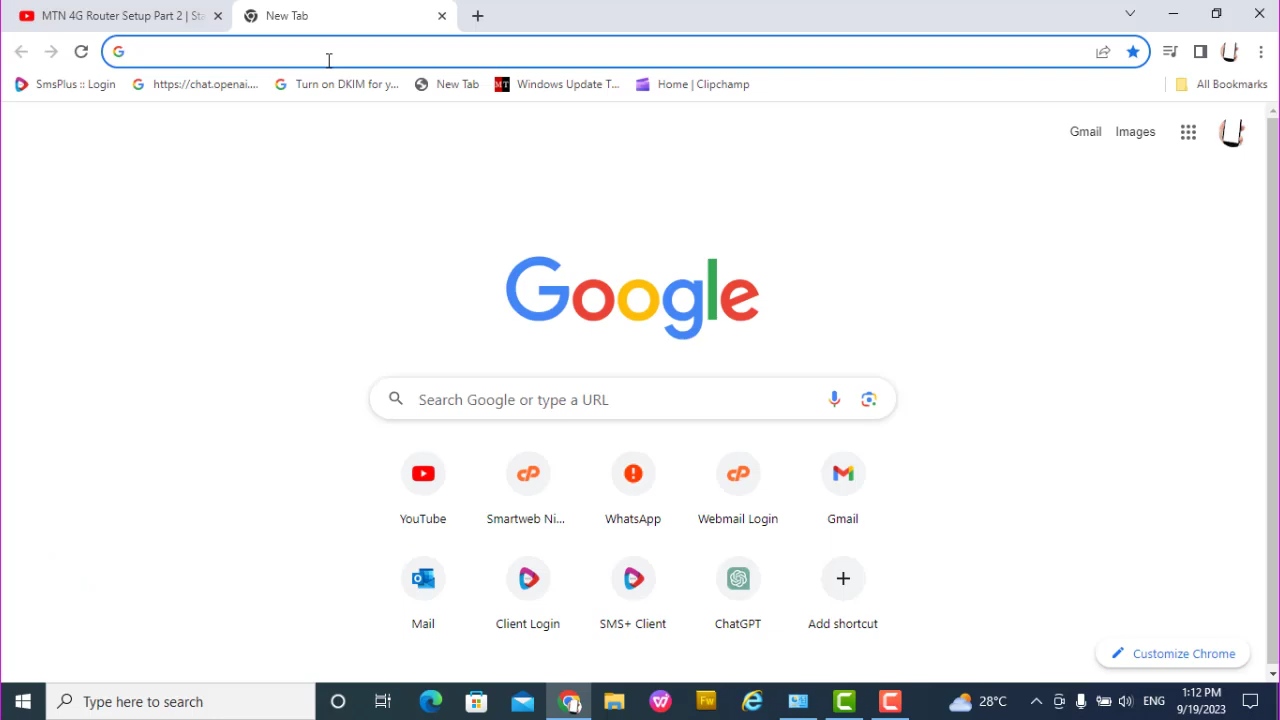 MTN 4G Router Setup Part 2 | Sta
New Tab
SmsPlus :: Login
https://chat.openai....
Turn on DKIM for y...
New Tab
MT
Windows Update T...
Home | Clipchamp
All Bookmarks
Gmail
Images
Google
Search Google or type a URL
YouTube
Smartweb Ni...
WhatsApp
Webmail Login
Gmail
Mail
Client Login
SMS+ Client
ChatGPT
Add shortcut
Customize Chrome
Type here to search
Fw
28°C
ENG
1:12 PM
9/19/2023